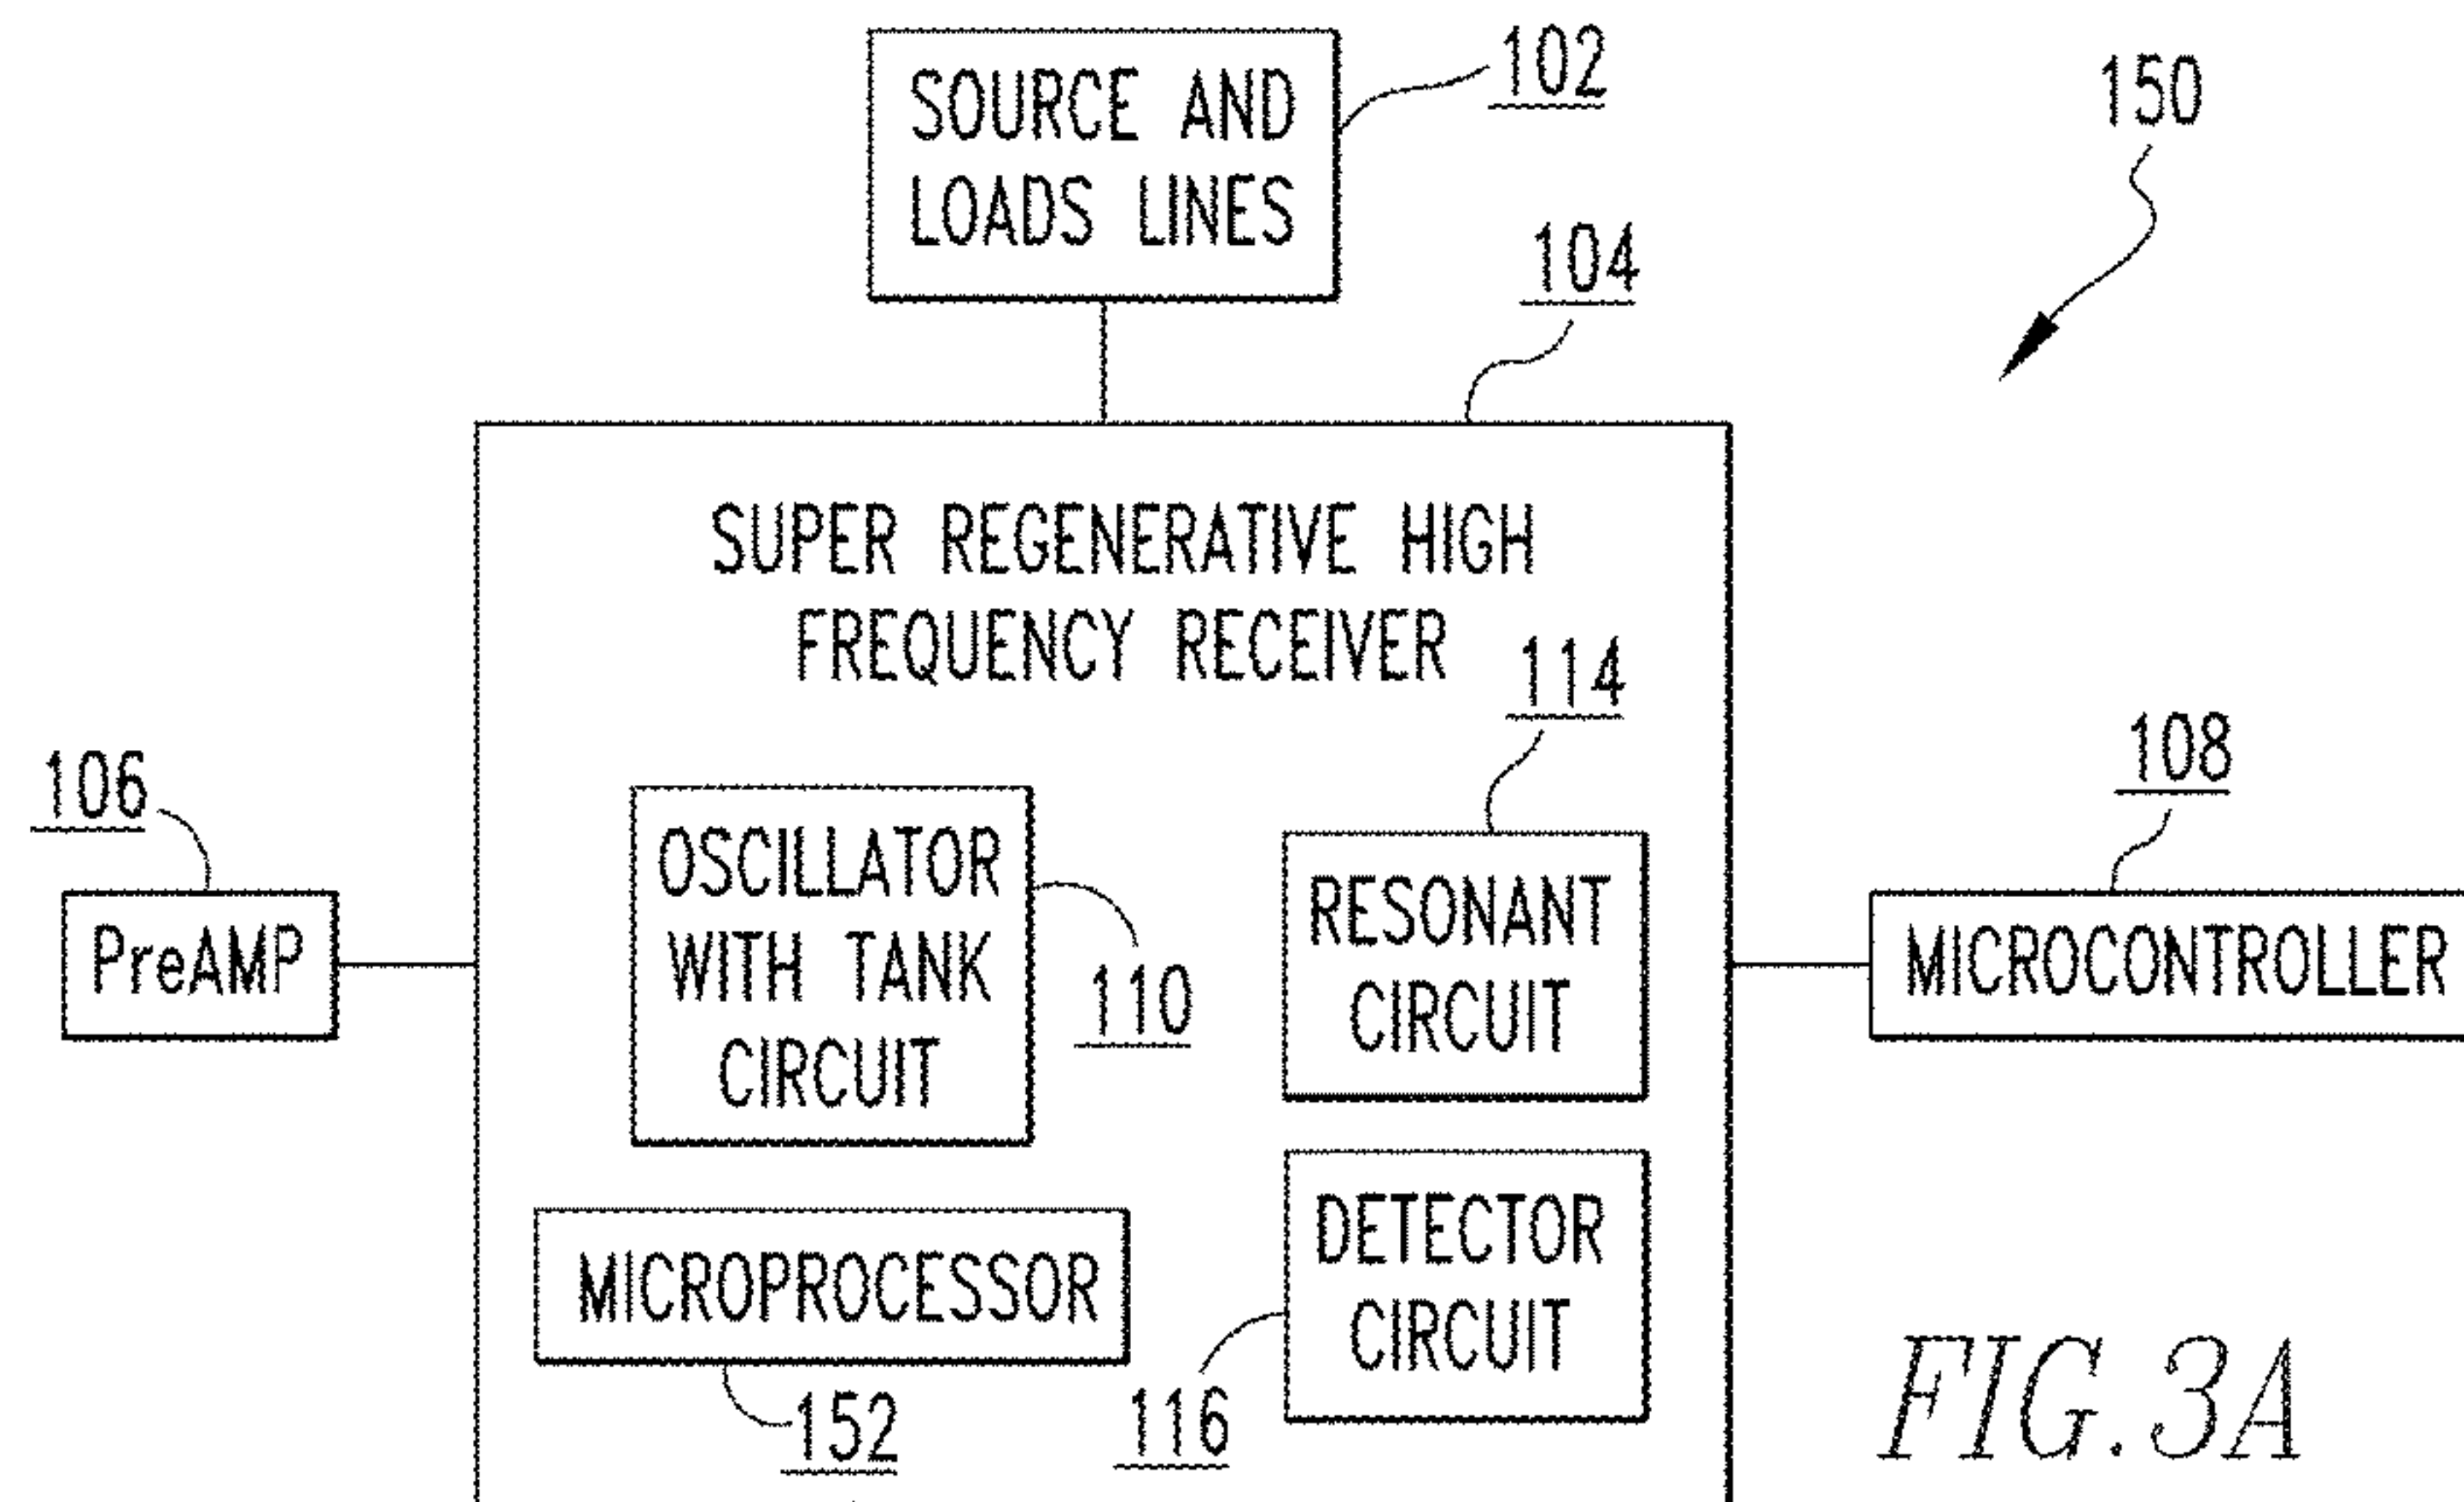 SOURCE AND
LOADS LINES
102
150
104
SUPER REGENERATIVE HIGH
FREQUENCY RECEIVER
114
106
108
OSCILLATOR
WITH TANK
CIRCUIT
110
RESONANT
CIRCUIT
PreAMP
MICROCONTROLLER
MICROPROCESSOR
152
DETECTOR
CIRCUIT
116
FIG.3A